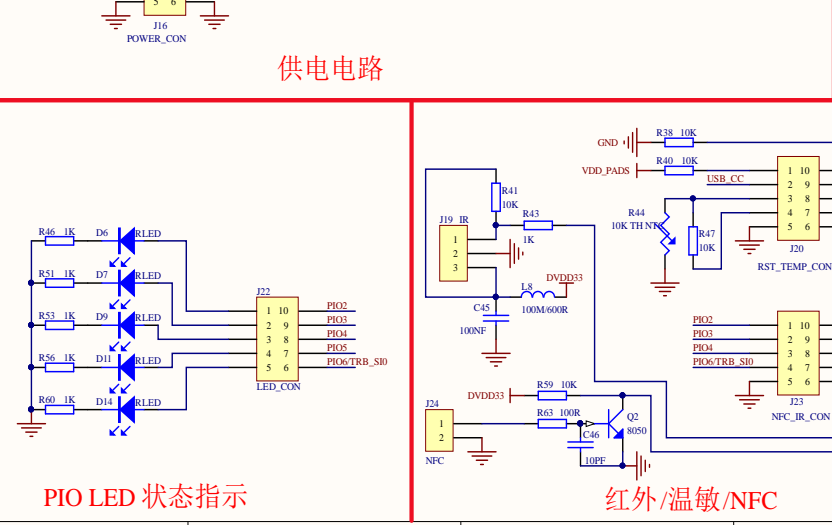 5 6
J16
POWER_CON
供电电路
R46 1K D6 RLED
R51 1K D7 RLED
R53 1K D9 RLED
R56 1K D11 RLED
R60 1K D14 RLED
J22
1 10 PIO2
2 9 PIO3
3 8 PIO4
4 7 PIO5
5 6 PIO6/TRB_SI0
LED_CON
PIO LED 状态指示
GND R38 10K
VDD_PADS R40 10K
USB_CC
R41
10K
J19 IR
1
2
3
R43
1K
R44
10K TH NTC
R47
10K
1 10
2 9
3 8
4 7
5 6
J20
RST_TEMP_CON
L8
DVDD33
100M/600R
C45
100NF
PIO2 1 10
PIO3 2 9
PIO4 3 8
PIO6/TRB_SI0 4 7
5 6
J23
NFC_IR_CON
DVDD33 R59 10K
J24
1
2
NFC
R63 100R
C46
10PF
Q2
8050
红外/温敏/NFC